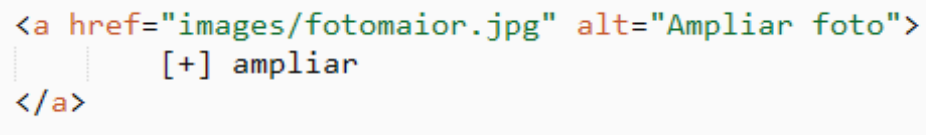 <a href="images/fotomaior.jpg" alt="Ampliar foto">
[+] ampliar
</a>